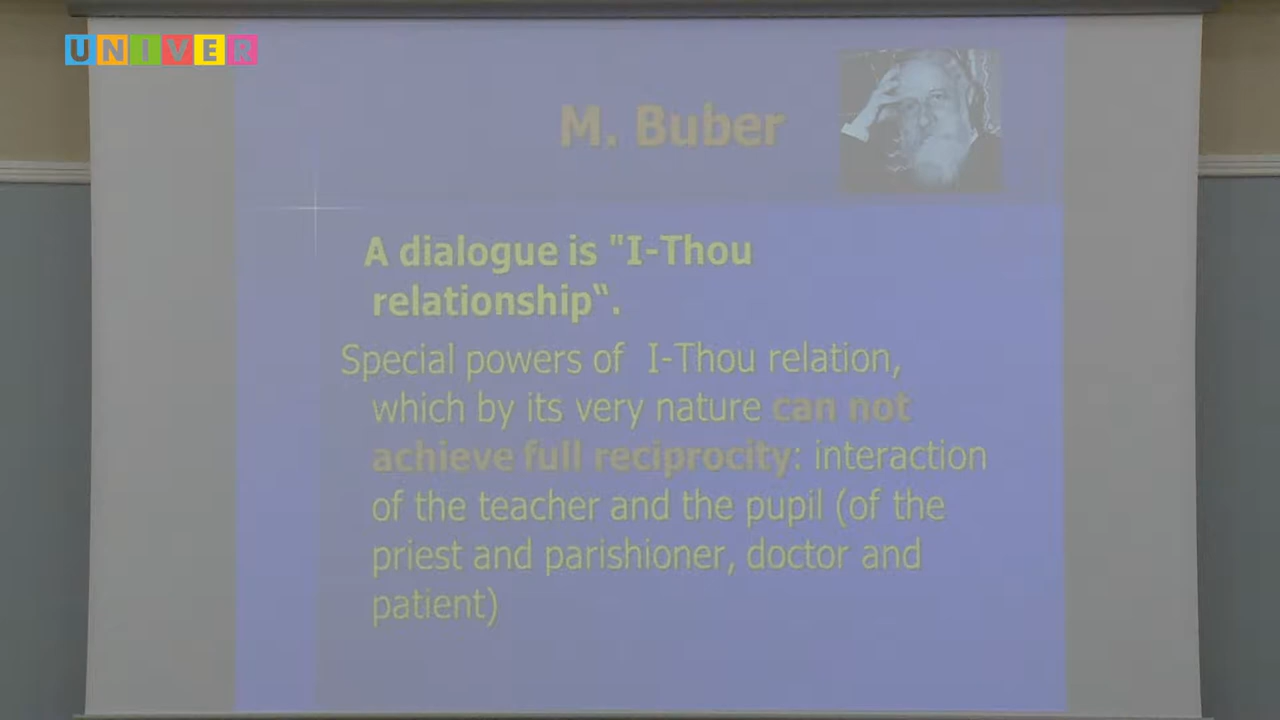 UNIVER
M. Buber
A dialogue is "I-Thou
relationship“.
Special powers of I-Thou relation,
which by its very nature can not
achieve full reciprocity: interaction
of the teacher and the pupil (of the
priest and parishioner, doctor and
patient)